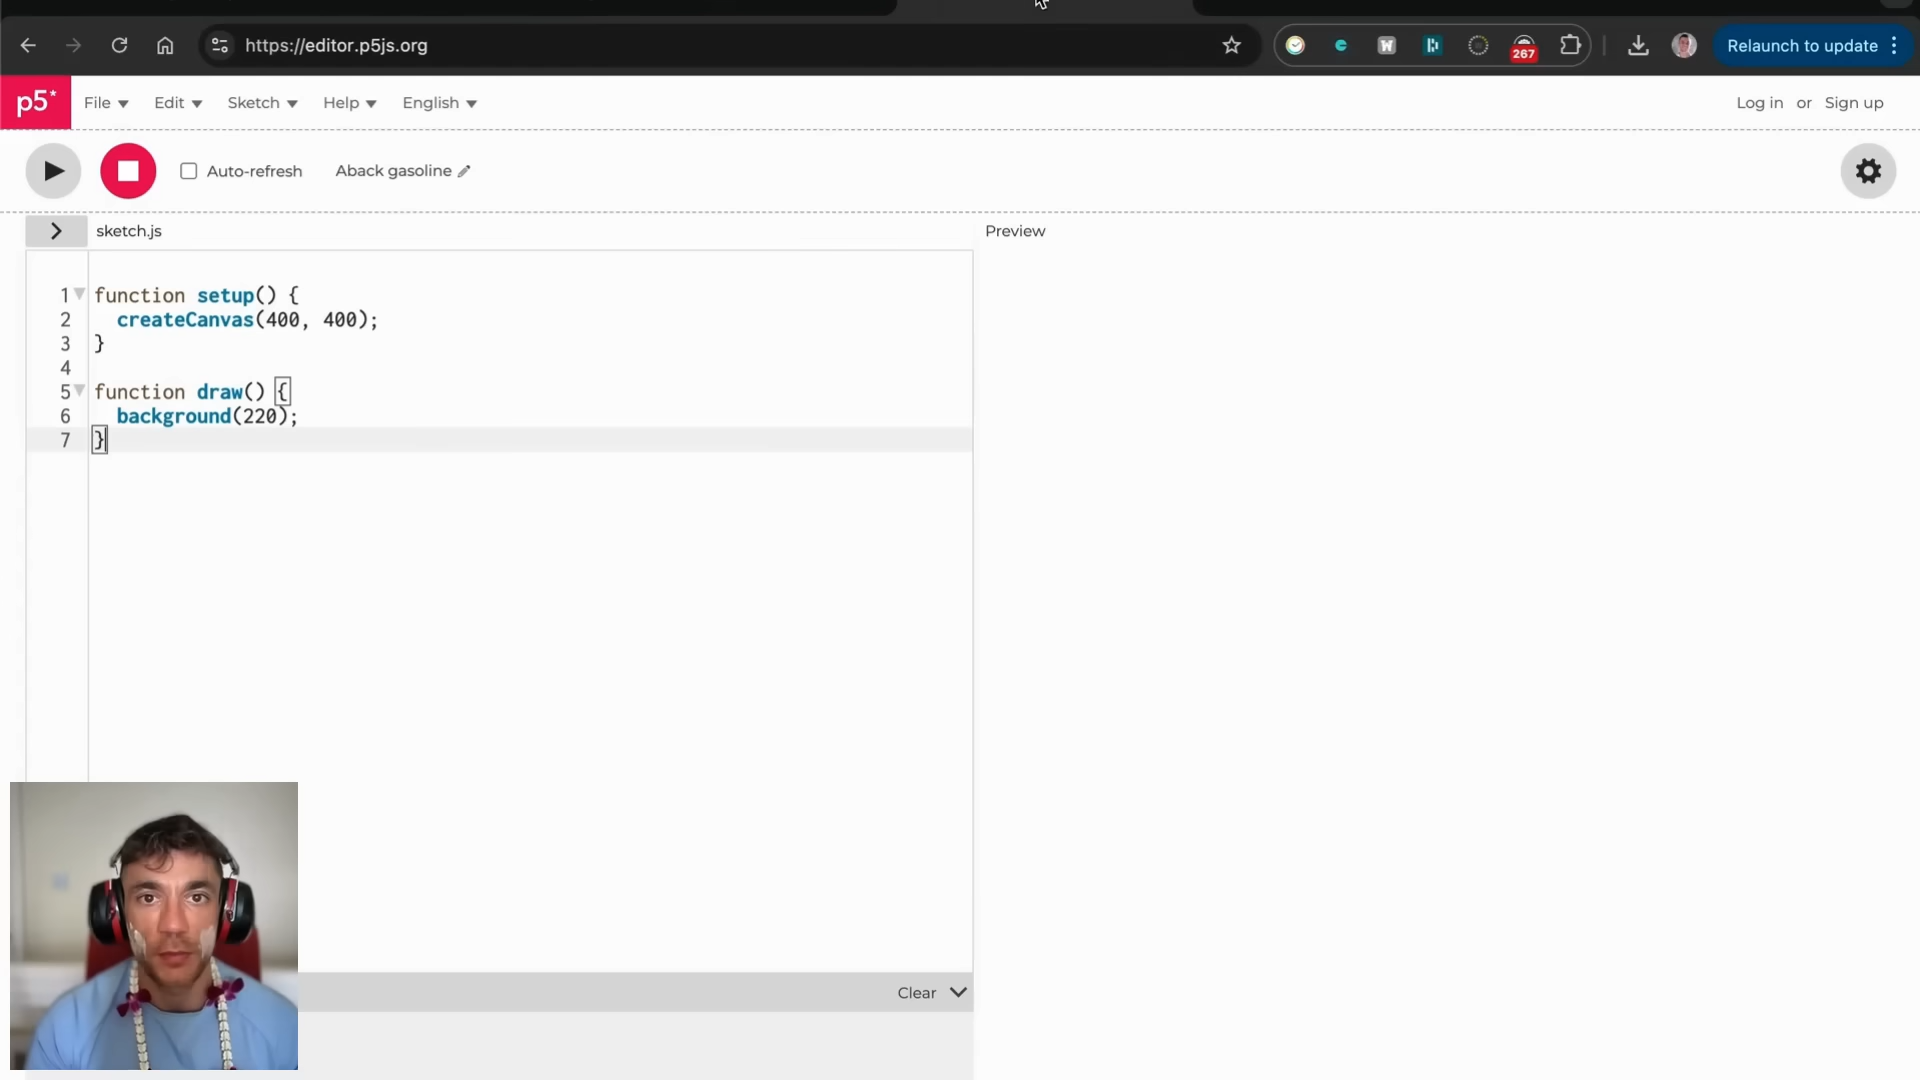 https://editor.p5js.org
267
Relaunch to update
p5*
File
Edit
Sketch
Help
English
Log in or Sign up
Auto-refresh
Aback gasoline
sketch.js
Preview
1 function setup() {
2 createCanvas(400, 400);
3 }
4
5 function draw() {
6 background(220);
7 }
Clear